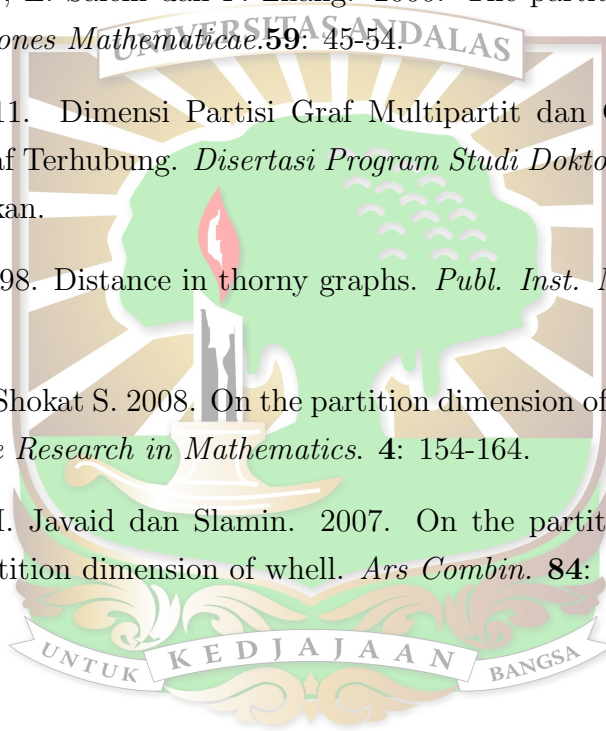 E. Salehi dan P. Zhang. 2000. The partit
ones Mathematicae.59: 45-54.
UNIVERSITAS ANDALAS
11. Dimensi Partisi Graf Multipartit dan
af Terhubung. Disertasi Program Studi Dokto
kan.
98. Distance in thorny graphs. Publ. Inst.
Shokat S. 2008. On the partition dimension of
e Research in Mathematics. 4: 154-164.
I. Javaid dan Slamin. 2007. On the partit
tition dimension of whell. Ars Combin. 84:
UNTUK KEDJAJAAN BANGSA